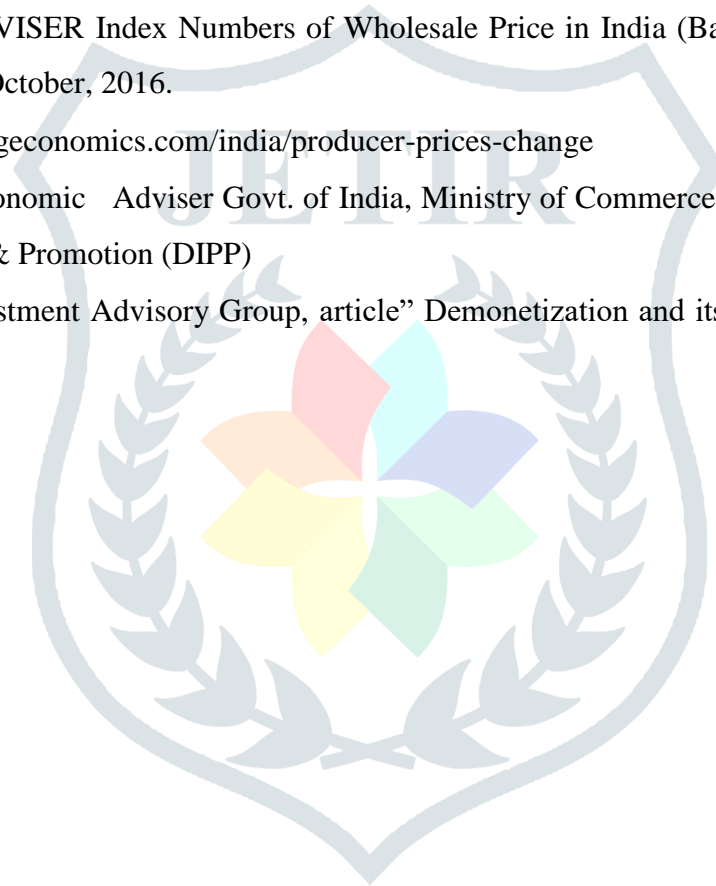 VISER Index Numbers of Wholesale Price in India (Ba
October, 2016.
geconomics.com/india/producer-prices-change
onomic Adviser Govt. of India, Ministry of Commerce
& Promotion (DIPP)
JETIR
stment Advisory Group, article” Demonetization and its